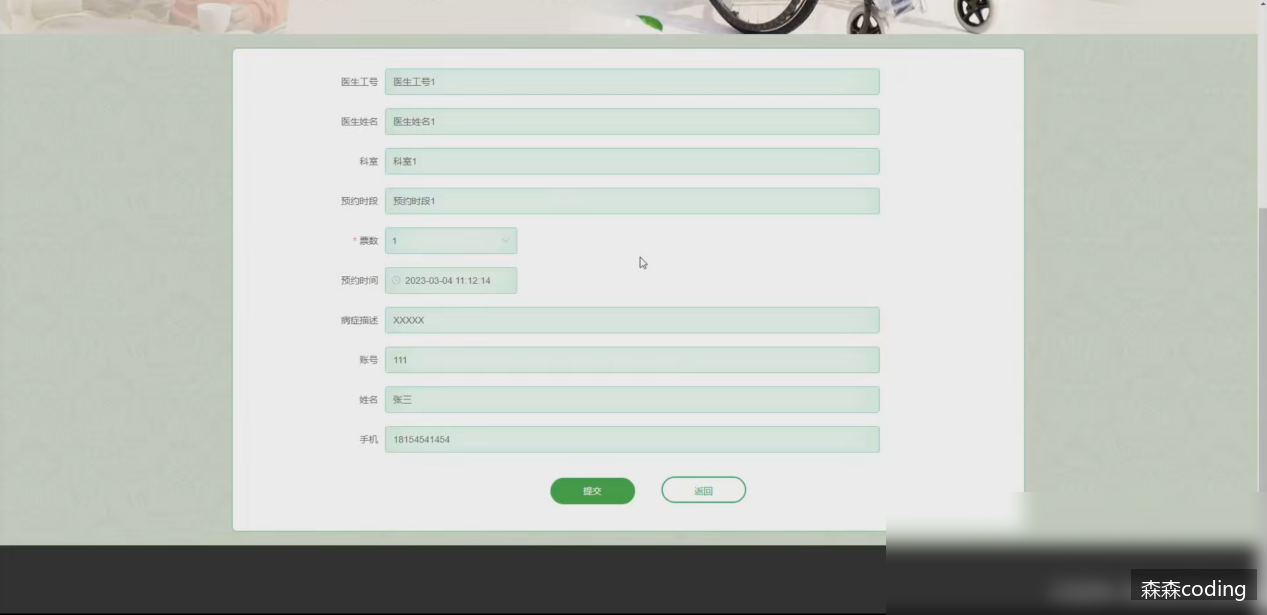 医生工号 医生工号1
医生姓名 医生姓名1
科室 科室1
预约时段 预约时段1
* 票数 1
预约时间 2023-03-04 11:12:14
病症描述 XXXXX
账号 111
姓名 张三
手机 18154541454
提交 返回
森森coding